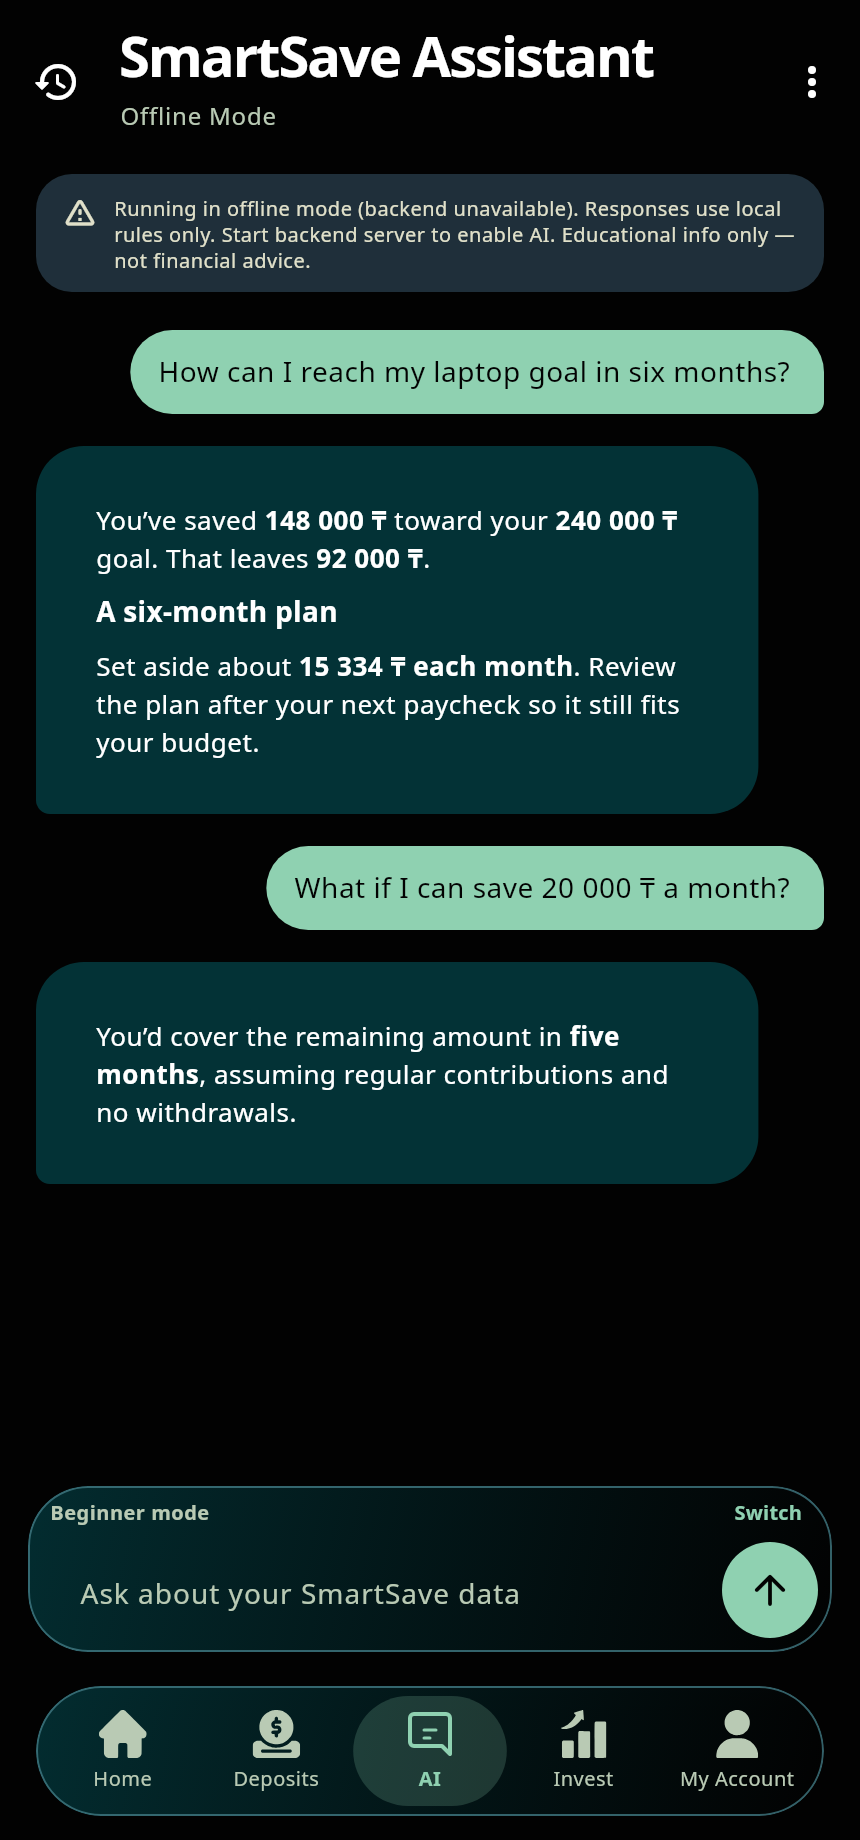 SmartSave Assistant
Offline Mode
Running in offline mode (backend unavailable). Responses use local
rules only. Start backend server to enable AI. Educational info only —
not financial advice.
How can I reach my laptop goal in six months?
You’ve saved 148 000 ₸ toward your 240 000 ₸
goal. That leaves 92 000 ₸.
A six-month plan
Set aside about 15 334 ₸ each month. Review
the plan after your next paycheck so it still fits
your budget.
What if I can save 20 000 ₸ a month?
You’d cover the remaining amount in five
months, assuming regular contributions and
no withdrawals.
Beginner mode
Switch
Ask about your SmartSave data
Home
Deposits
AI
Invest
My Account